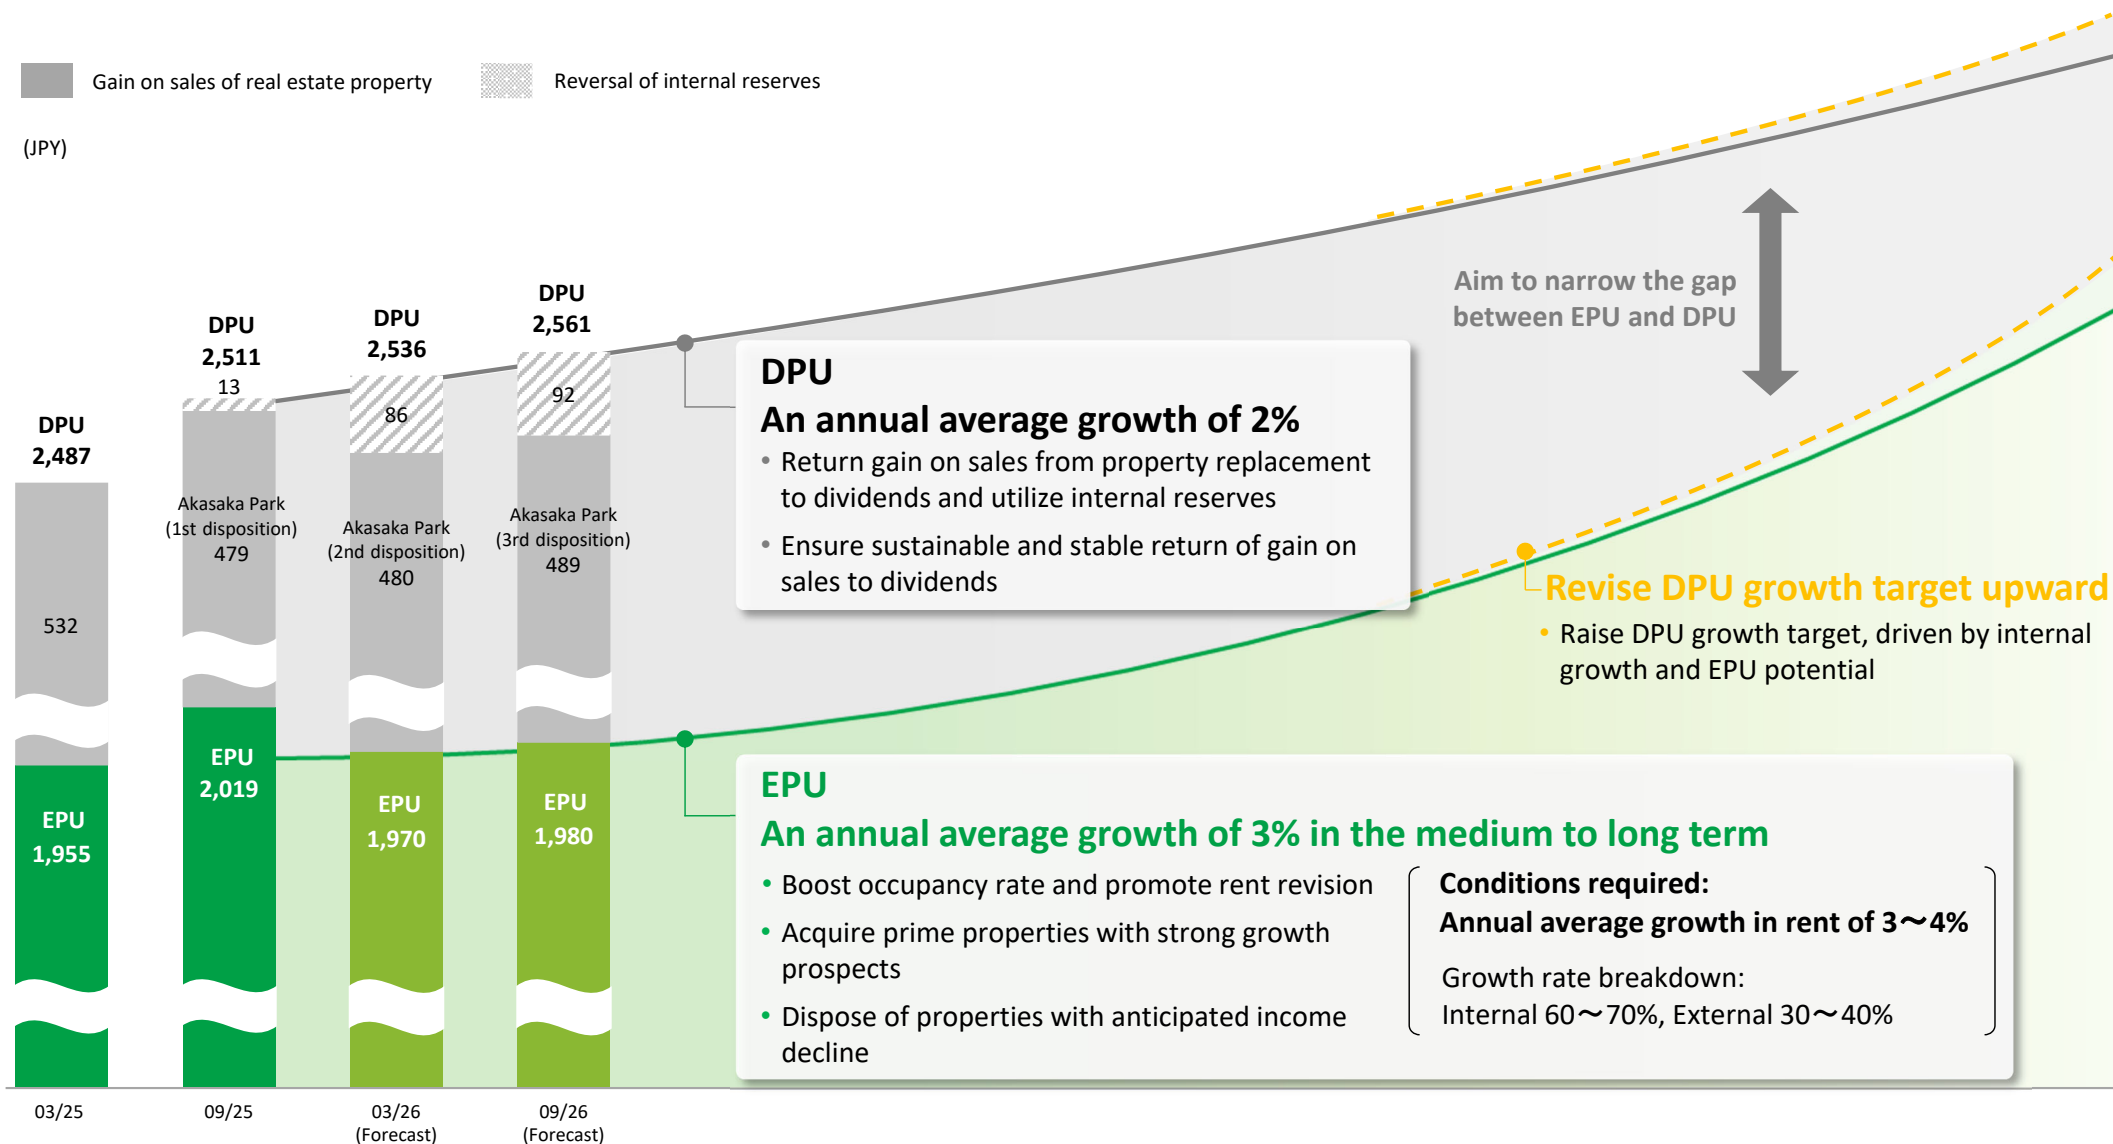 Gain on sales of real estate property
Reversal of internal reserves
(JPY)
DPU
2,487
532
EPU
1,955
03/25
DPU
2,511
13
Akasaka Park
(1st disposition)
479
EPU
2,019
09/25
DPU
2,536
86
Akasaka Park
(2nd disposition)
480
EPU
1,970
03/26
(Forecast)
DPU
2,561
92
Akasaka Park
(3rd disposition)
489
EPU
1,980
09/26
(Forecast)
DPU
An annual average growth of 2%
• Return gain on sales from property replacement
to dividends and utilize internal reserves
• Ensure sustainable and stable return of gain on
sales to dividends
Aim to narrow the gap
between EPU and DPU
Revise DPU growth target upward
• Raise DPU growth target, driven by internal
growth and EPU potential
EPU
An annual average growth of 3% in the medium to long term
• Boost occupancy rate and promote rent revision
• Acquire prime properties with strong growth
prospects
• Dispose of properties with anticipated income
decline
Conditions required:
Annual average growth in rent of 3～4%
Growth rate breakdown:
Internal 60～70%, External 30～40%